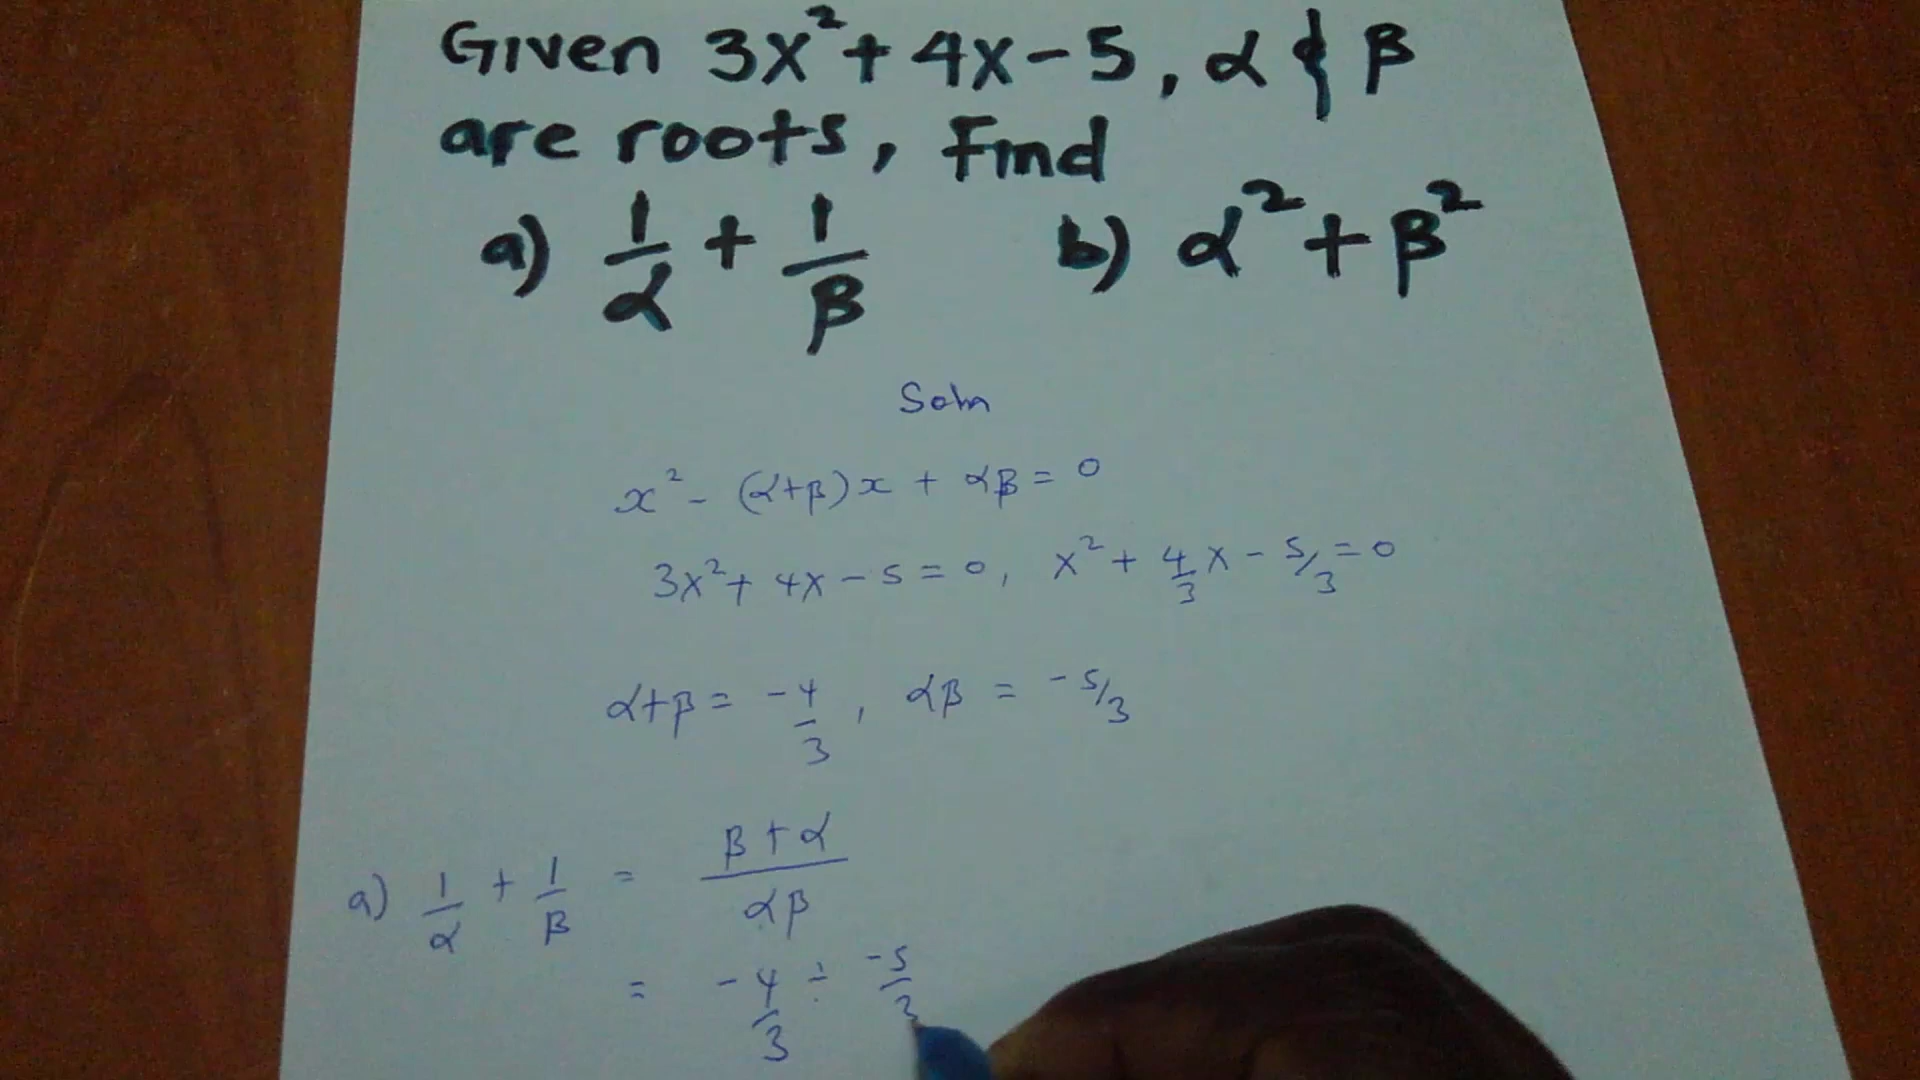 Given 3x²+ 4x-5, α & β
are roots, Find
a) 1/α + 1/β b) α²+β²
Soln
x² - (α+β)x + αβ = 0
3x²+ 4x - 5 = 0, x² + 4/3 x - 5/3 = 0
α+β = -4/3, αβ = -5/3
a) 1/α + 1/β = (β + α)/(αβ)
= -4/3 ÷ -5/3